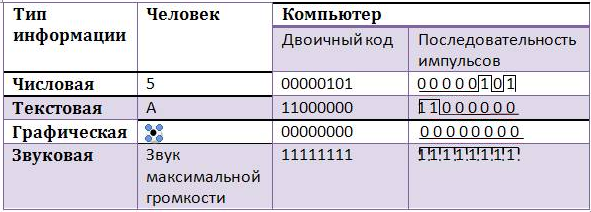 Тип информации
Человек
Компьютер
Двоичный код
Последовательность импульсов
Числовая 5 00000101 0 0 0 0 0 1 0 1
Текстовая А 11000000 1 1 0 0 0 0 0 0
Графическая 00000000 0 0 0 0 0 0 0 0
Звуковая Звук максимальной громкости 11111111 1 1 1 1 1 1 1 1